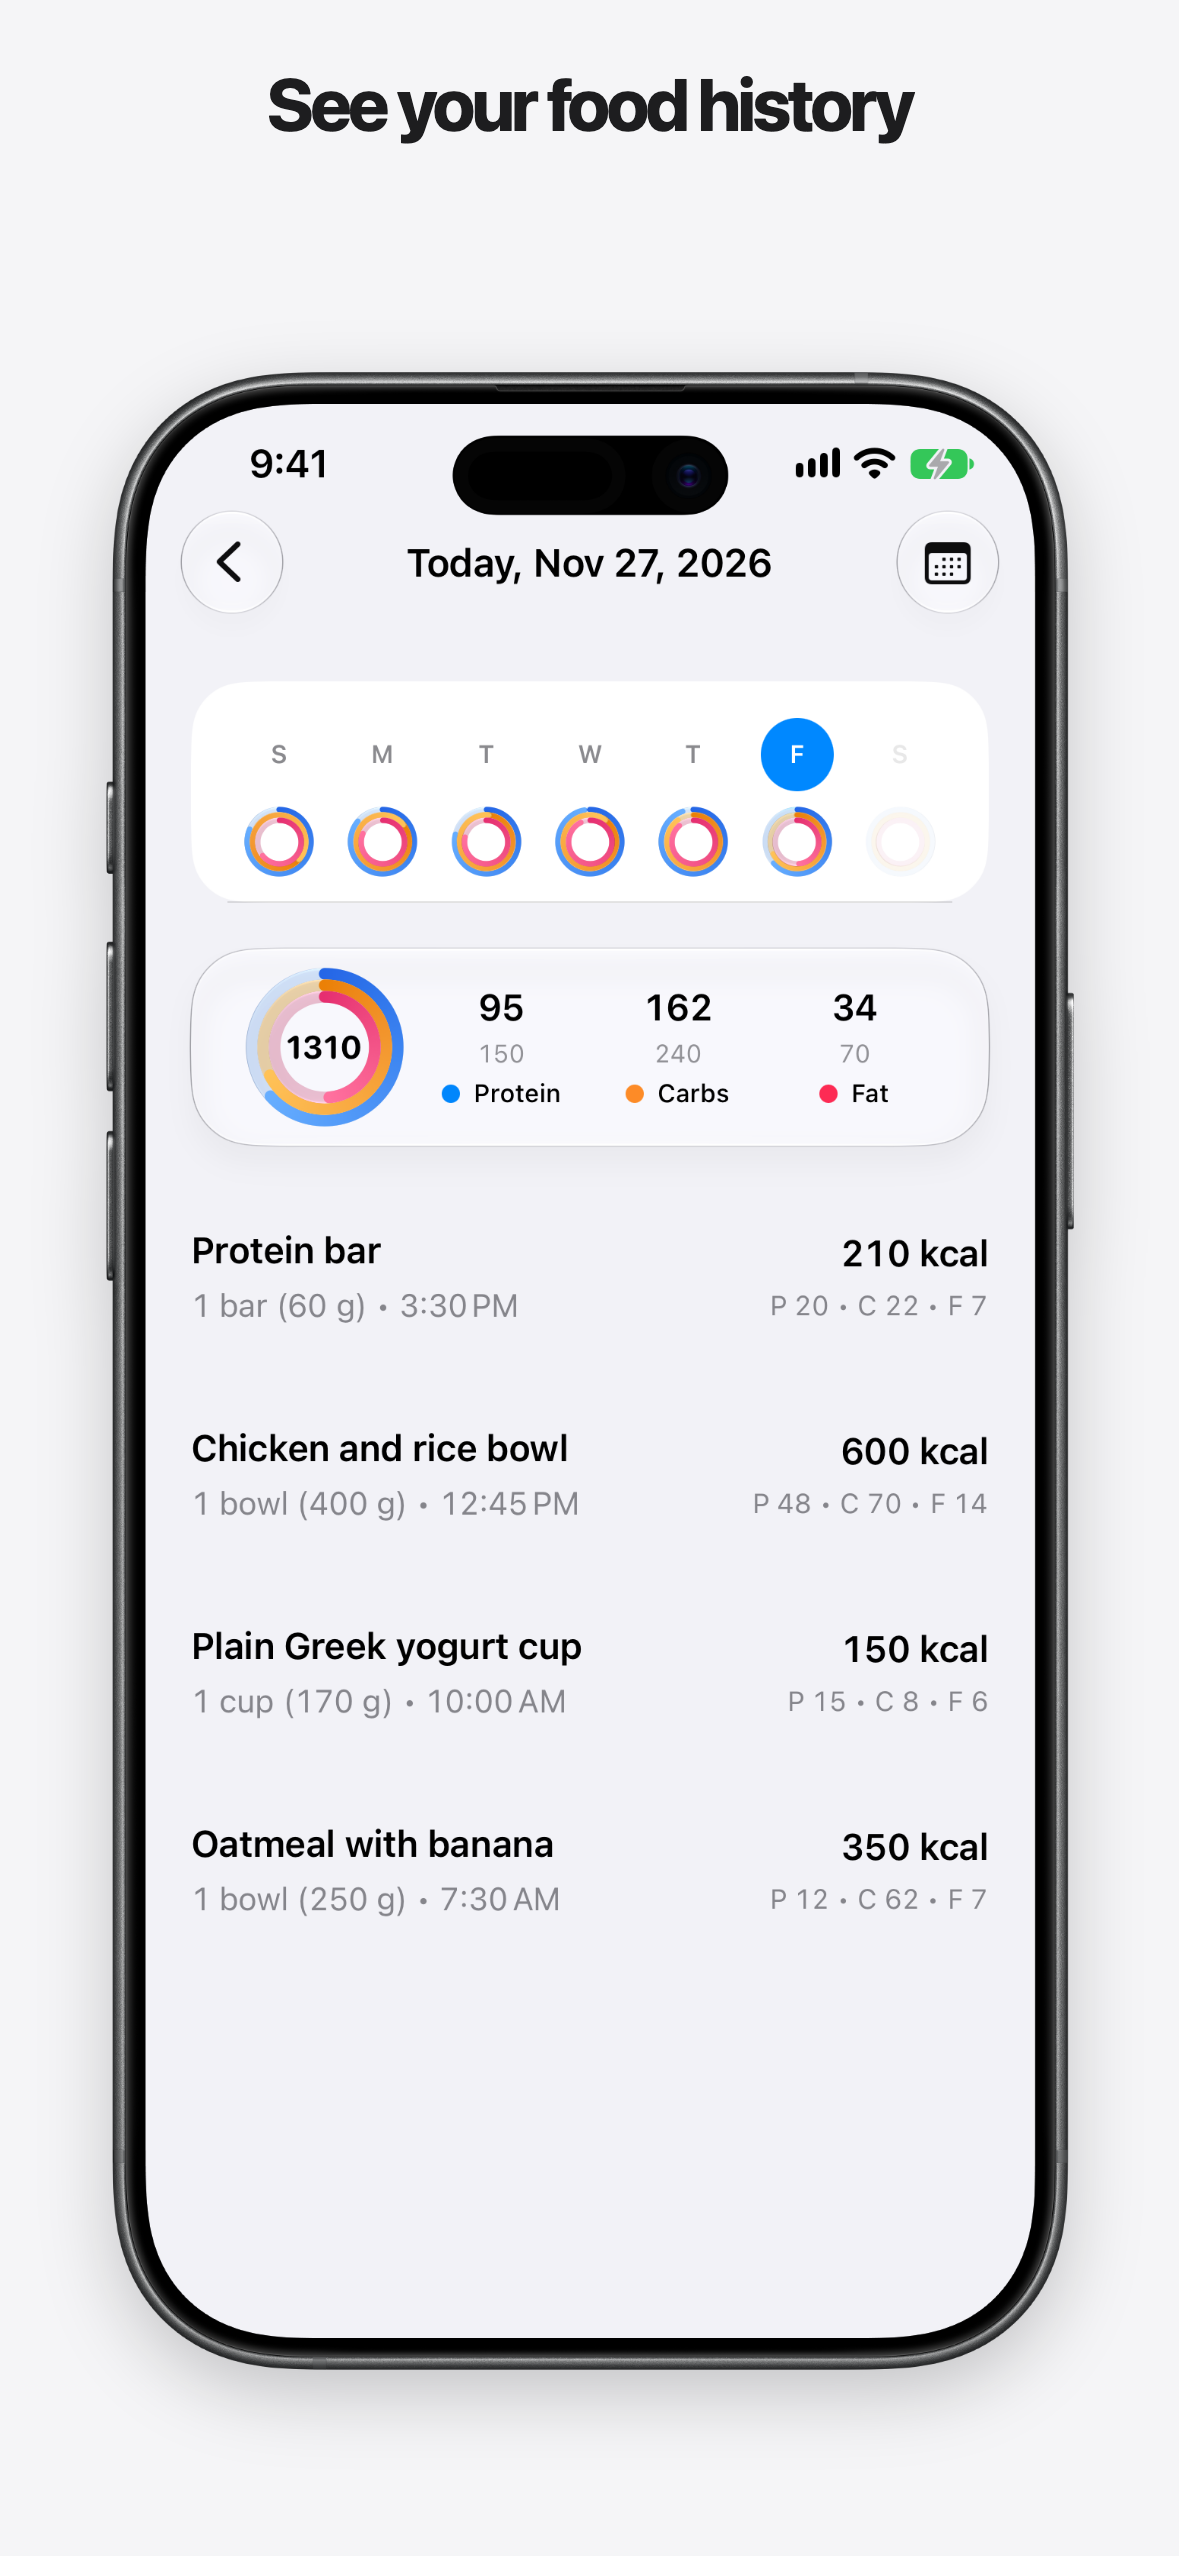 See your food history
9:41
Today, Nov 27, 2026
S M T W T F S
1310
95 162 34
150 240 70
Protein Carbs Fat
Protein bar 210 kcal
1 bar (60 g) • 3:30 PM P 20 • C 22 • F 7
Chicken and rice bowl 600 kcal
1 bowl (400 g) • 12:45 PM P 48 • C 70 • F 14
Plain Greek yogurt cup 150 kcal
1 cup (170 g) • 10:00 AM P 15 • C 8 • F 6
Oatmeal with banana 350 kcal
1 bowl (250 g) • 7:30 AM P 12 • C 62 • F 7